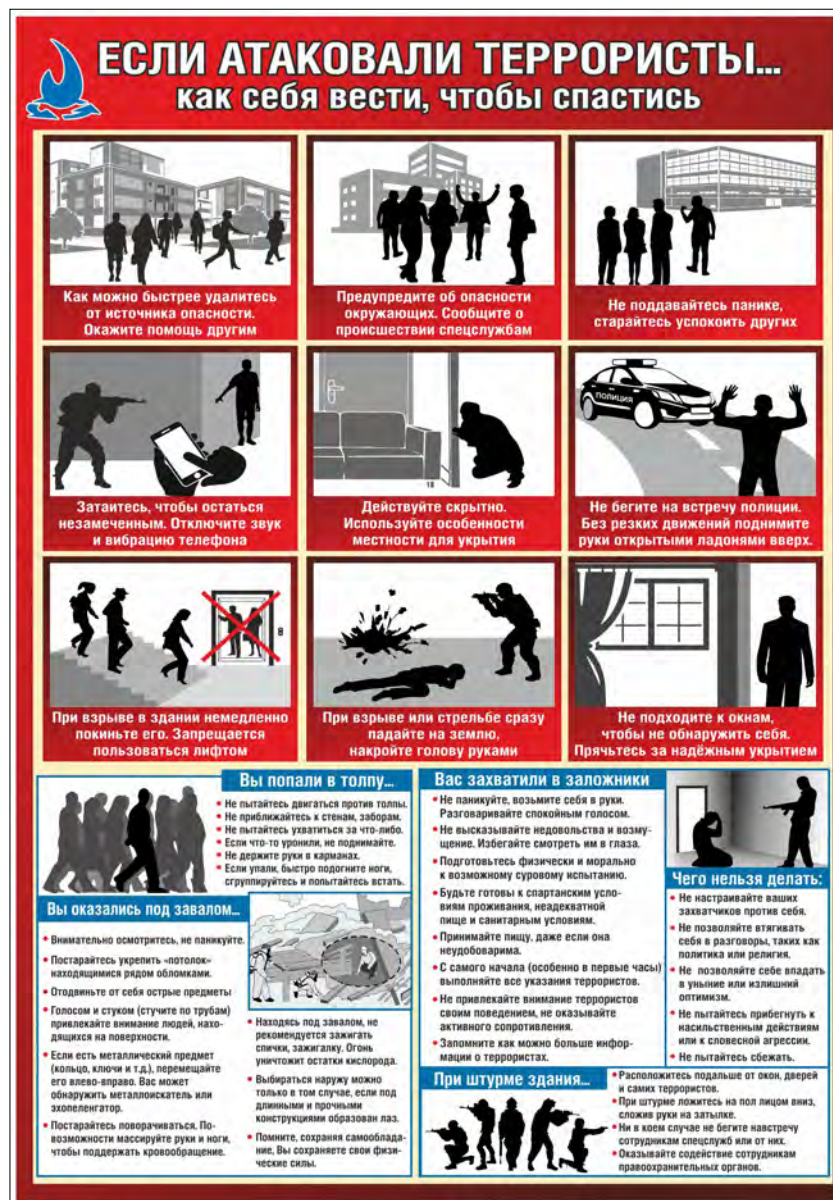 ЕСЛИ АТАКОВАЛИ ТЕРРОРИСТЫ...
как себя вести, чтобы спастись
Как можно быстрее удалитесь
от источника опасности.
Окажите помощь другим
Предупредите об опасности
окружающих. Сообщите о
происшествии спецслужбам
Не поддавайтесь панике,
старайтесь успокоить других
Затаитесь, чтобы остаться
незамеченным. Отключите звук
и вибрацию телефона
18
Действуйте скрытно.
Используйте особенности
местности для укрытия
ПОЛИЦИЯ
Не бегите на встречу полиции.
Без резких движений поднимите
руки открытыми ладонями вверх.
При взрыве в здании немедленно
покиньте его. Запрещается
пользоваться лифтом
При взрыве или стрельбе сразу
падайте на землю,
накройте голову руками
Не подходите к окнам,
чтобы не обнаружить себя.
Прячьтесь за надёжным укрытием
Вы попали в толпу...
• Не пытайтесь двигаться против толпы.
• Не приближайтесь к стенам, заборам.
• Не пытайтесь ухватиться за что-либо.
• Если что-то уронили, не поднимайте.
• Не держите руки в карманах.
• Если упали, быстро подогните ноги,
сгруппируйтесь и попытайтесь встать.
Вы оказались под завалом...
• Внимательно осмотритесь, не паникуйте.
• Постарайтесь укрепить «потолок»
находящимися рядом обломками.
• Отодвиньте от себя острые предметы
• Голосом и стуком (стучите по трубам)
привлекайте внимание людей, нахо-
дящихся на поверхности.
• Если есть металлический предмет
(кольцо, ключи и т.д.), перемещайте
его влево-вправо. Вас может
обнаружить металлоискатель или
эхопеленгатор.
• Постарайтесь поворачиваться. По-
возможности массируйте руки и ноги,
чтобы поддержать кровообращение.
• Находясь под завалом, не
рекомендуется зажигать
спички, зажигалку. Огонь
уничтожит остатки кислорода.
• Выбираться наружу можно
только в том случае, если под
длинными и прочными
конструкциями образован лаз.
• Помните, сохраняя самооблада-
ние, Вы сохраняете свои физи-
ческие силы.
Вас захватили в заложники
• Не паникуйте, возьмите себя в руки.
Разговаривайте спокойным голосом.
• Не высказывайте недовольства и возму-
щение. Избегайте смотреть им в глаза.
• Подготовьтесь физически и морально
к возможному суровому испытанию.
• Будьте готовы к спартанским усло-
виям проживания, неадекватной
пище и санитарным условиям.
• Принимайте пищу, даже если она
неудобоварима.
• С самого начала (особенно в первые часы)
выполняйте все указания террористов.
• Не привлекайте внимание террористов
своим поведением, не оказывайте
активного сопротивления.
• Запомните как можно больше инфор-
мации о террористах.
Чего нельзя делать:
• Не настраивайте ваших
захватчиков против себя.
• Не позволяйте втягивать
себя в разговоры, таких как
политика или религия.
• Не позволяйте себе впадать
в уныние или излишний
оптимизм.
• Не пытайтесь прибегнуть к
насильственным действиям
или к словесной агрессии.
• Не пытайтесь сбежать.
При штурме здания...
• Расположитесь подальше от окон, дверей
и самих террористов.
• При штурме ложитесь на пол лицом вниз,
сложив руки на затылке.
• Ни в коем случае не бегите навстречу
сотрудникам спецслужб или от них.
• Оказывайте содействие сотрудникам
правоохранительных органов.